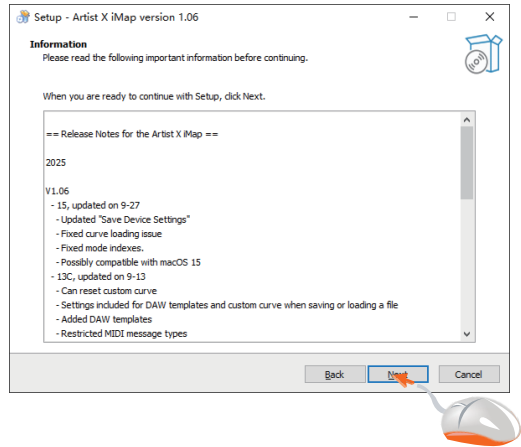 Setup - Artist X iMap version 1.06
Information
Please read the following important information before continuing.
When you are ready to continue with Setup, click Next.
== Release Notes for the Artist X iMap ==
2025
V1.06
- 15, updated on 9-27
- Updated "Save Device Settings"
- Fixed curve loading issue
- Fixed mode indexes.
- Possibly compatible with macOS 15
- 13C, updated on 9-13
- Can reset custom curve
- Settings included for DAW templates and custom curve when saving or loading a file
- Added DAW templates
- Restricted MIDI message types
Back
Cancel